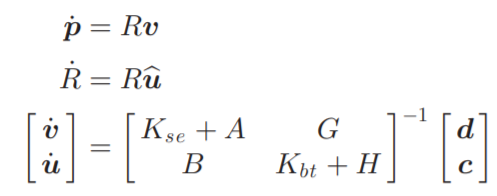 ṗ = Rv
Ṙ = Rû
[ v̇ ; u̇ ] = [ K_se + A  G ; B  K_bt + H ]^{-1} [ d ; c ]